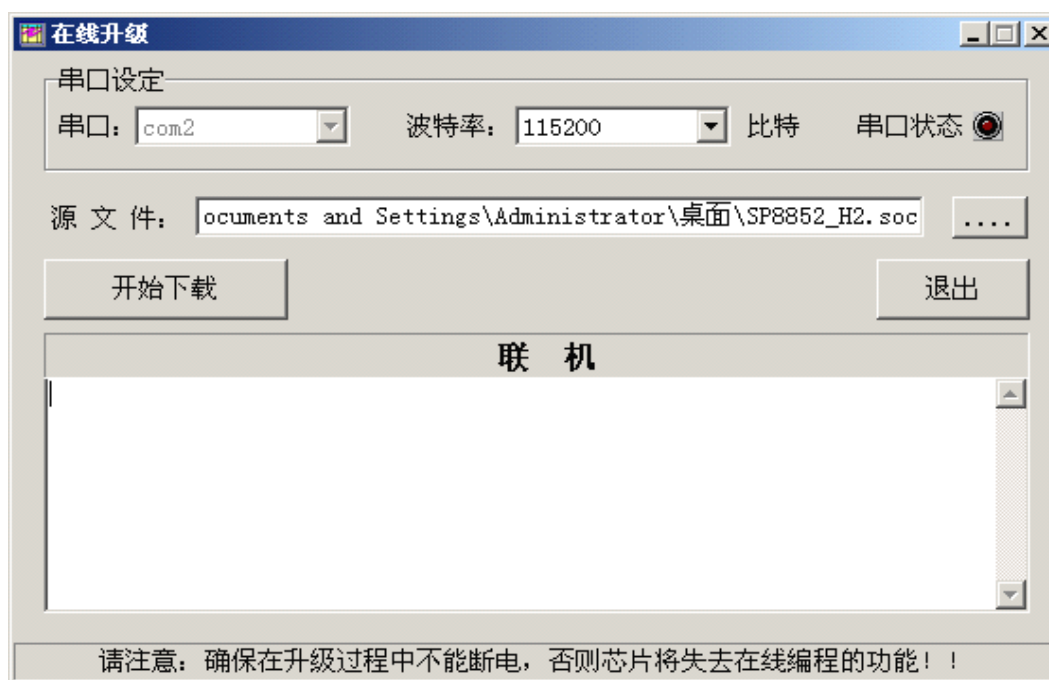 在线升级
串口设定
串口： com2 波特率： 115200 比特 串口状态
源 文 件： ocuments and Settings\Administrator\桌面\SP8852_H2.soc ....
开始下载 退出
联 机
请注意：确保在升级过程中不能断电，否则芯片将失去在线编程的功能！！